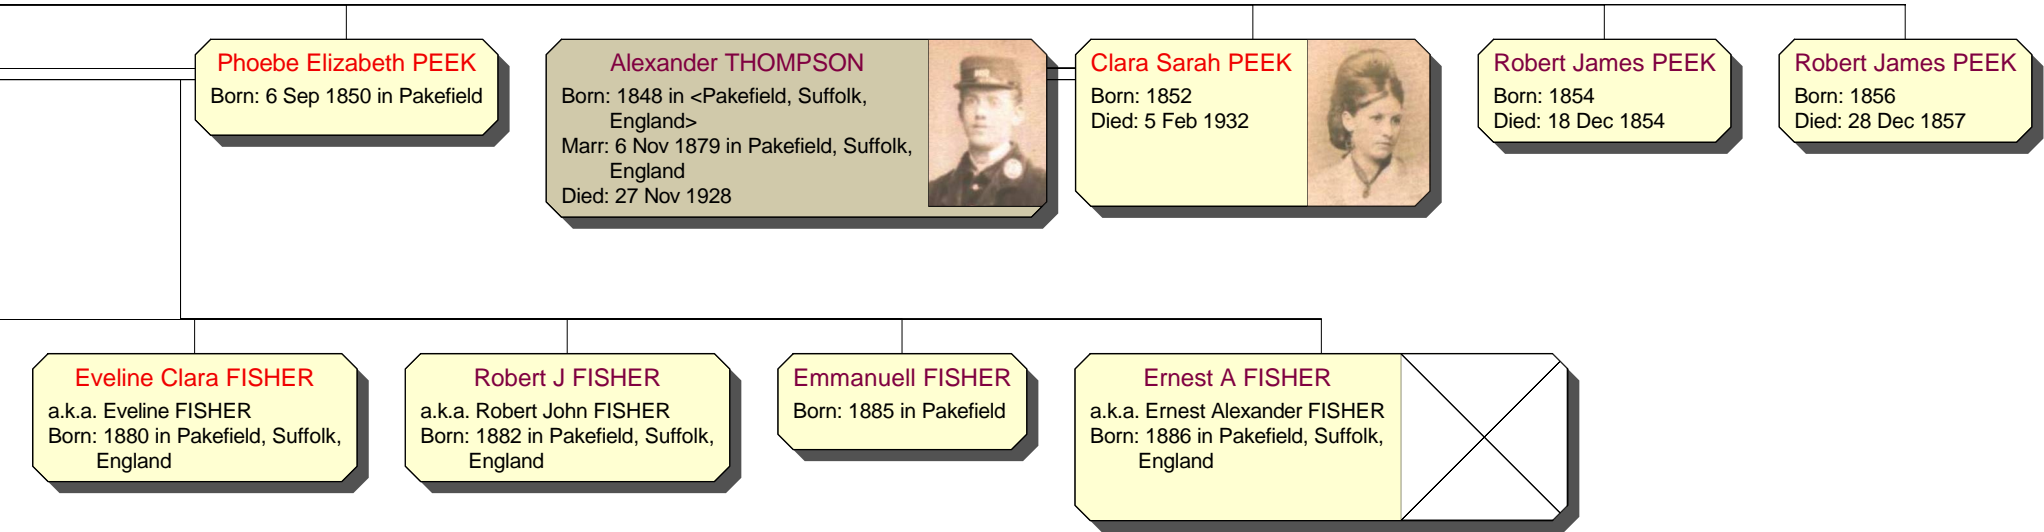 Phoebe Elizabeth PEEK
Born: 6 Sep 1850 in Pakefield
Alexander THOMPSON
Born: 1848 in <Pakefield, Suffolk,
England>
Marr: 6 Nov 1879 in Pakefield, Suffolk,
England
Died: 27 Nov 1928
Clara Sarah PEEK
Born: 1852
Died: 5 Feb 1932
Robert James PEEK
Born: 1854
Died: 18 Dec 1854
Robert James PEEK
Born: 1856
Died: 28 Dec 1857
Eveline Clara FISHER
a.k.a. Eveline FISHER
Born: 1880 in Pakefield, Suffolk,
England
Robert J FISHER
a.k.a. Robert John FISHER
Born: 1882 in Pakefield, Suffolk,
England
Emmanuell FISHER
Born: 1885 in Pakefield
Ernest A FISHER
a.k.a. Ernest Alexander FISHER
Born: 1886 in Pakefield, Suffolk,
England